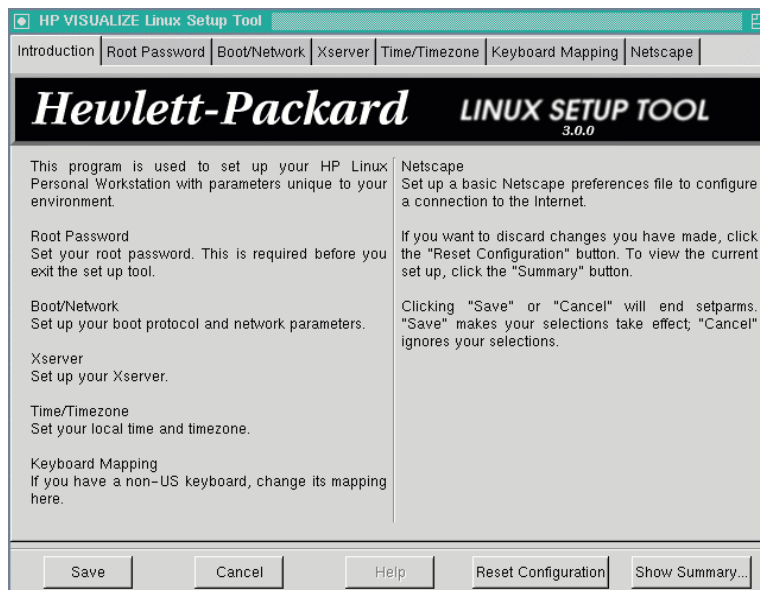 HP VISUALIZE Linux Setup Tool
Introduction Root Password Boot/Network Xserver Time/Timezone Keyboard Mapping Netscape
Hewlett-Packard LINUX SETUP TOOL
3.0.0
This program is used to set up your HP Linux
Personal Workstation with parameters unique to your
environment.
Root Password
Set your root password. This is required before you
exit the set up tool.
Boot/Network
Set up your boot protocol and network parameters.
Xserver
Set up your Xserver.
Time/Timezone
Set your local time and timezone.
Keyboard Mapping
If you have a non-US keyboard, change its mapping
here.
Netscape
Set up a basic Netscape preferences file to configure
a connection to the Internet.
If you want to discard changes you have made, click
the "Reset Configuration" button. To view the current
set up, click the "Summary" button.
Clicking "Save" or "Cancel" will end setparms.
"Save" makes your selections take effect; "Cancel"
ignores your selections.
Save Cancel Help Reset Configuration Show Summary...